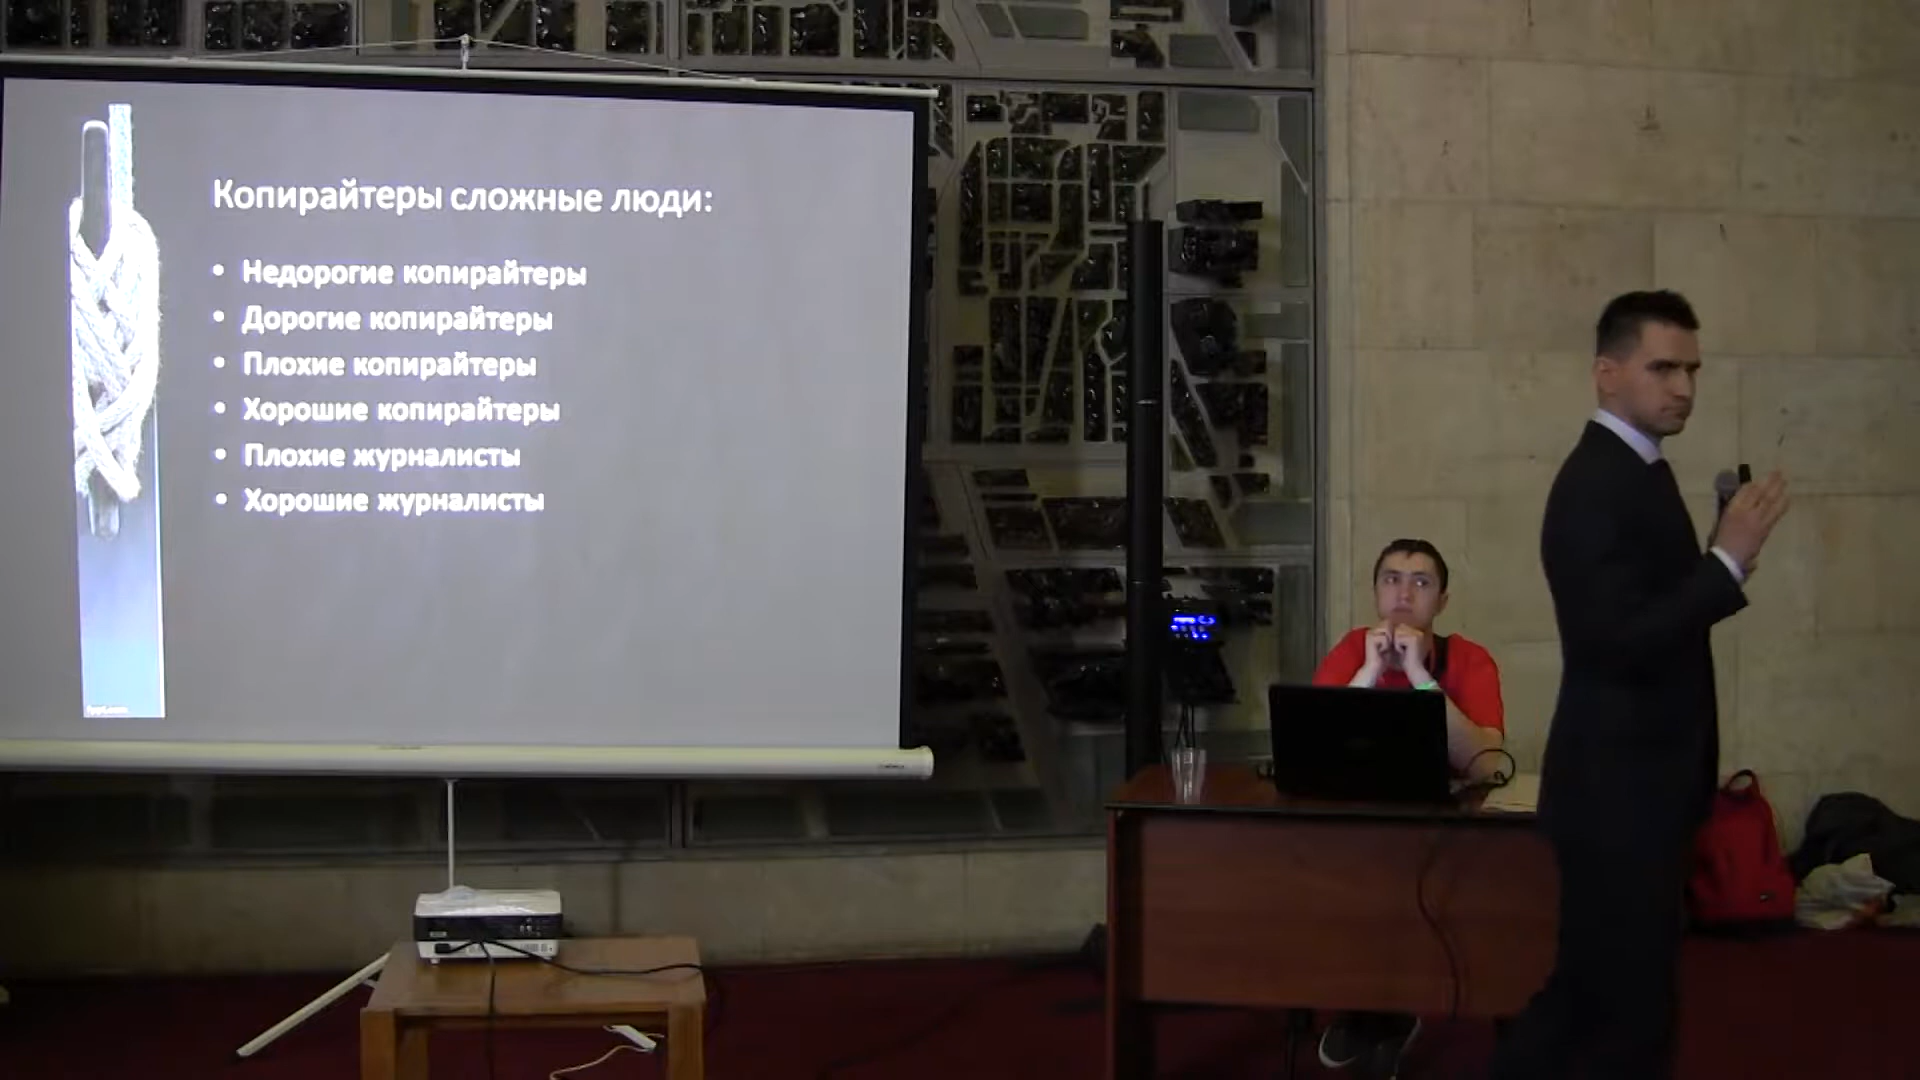 Копирайтеры сложные люди:
• Недорогие копирайтеры
• Дорогие копирайтеры
• Плохие копирайтеры
• Хорошие копирайтеры
• Плохие журналисты
• Хорошие журналисты